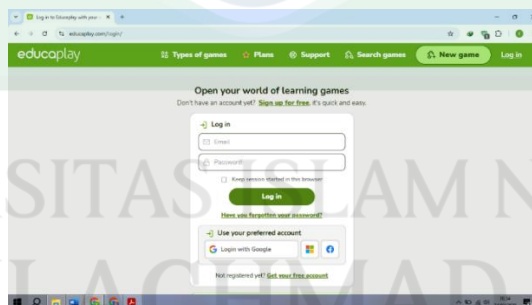 Log in to Educaplay with your
educaplay.com/login/
educaplay
Types of games
Plans
Support
Search games
New game
Log in
Open your world of learning games
Don't have an account yet? Sign up for free, it's quick and easy.
Log in
Email
Password
Keep session started in this browser
Log in
Have you forgotten your password?
Use your preferred account
Login with Google
Not registered yet? Get your free account
SITAS ISLAM N
ACHMAD